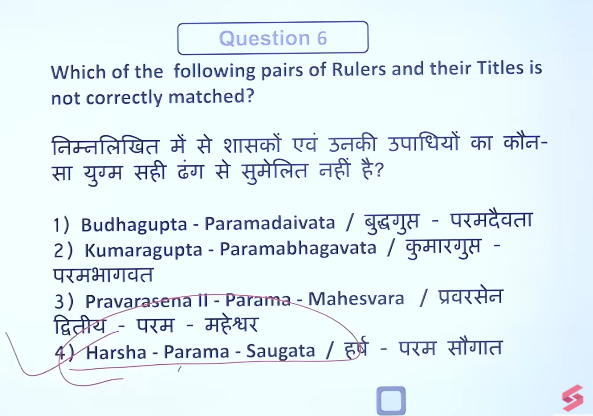 Question 6
Which of the following pairs of Rulers and their Titles is
not correctly matched?
निम्नलिखित में से शासकों एवं उनकी उपाधियों का कौन-
सा युग्म सही ढंग से सुमेलित नहीं है?
1) Budhagupta - Paramadaivata / बुद्धगुप्त - परमदैवता
2) Kumaragupta - Paramabhagavata / कुमारगुप्त -
परमभागवत
3) Pravarasena II - Parama - Mahesvara / प्रवरसेन
द्वितीय - परम - महेश्वर
4) Harsha - Parama - Saugata / हर्ष - परम सौगात